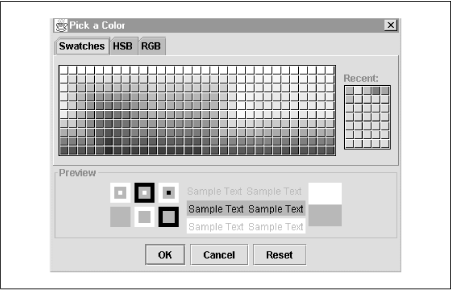 Pick a Color
Swatches HSB RGB
Recent:
Preview
Sample Text Sample Text
Sample Text Sample Text
Sample Text Sample Text
OK Cancel Reset